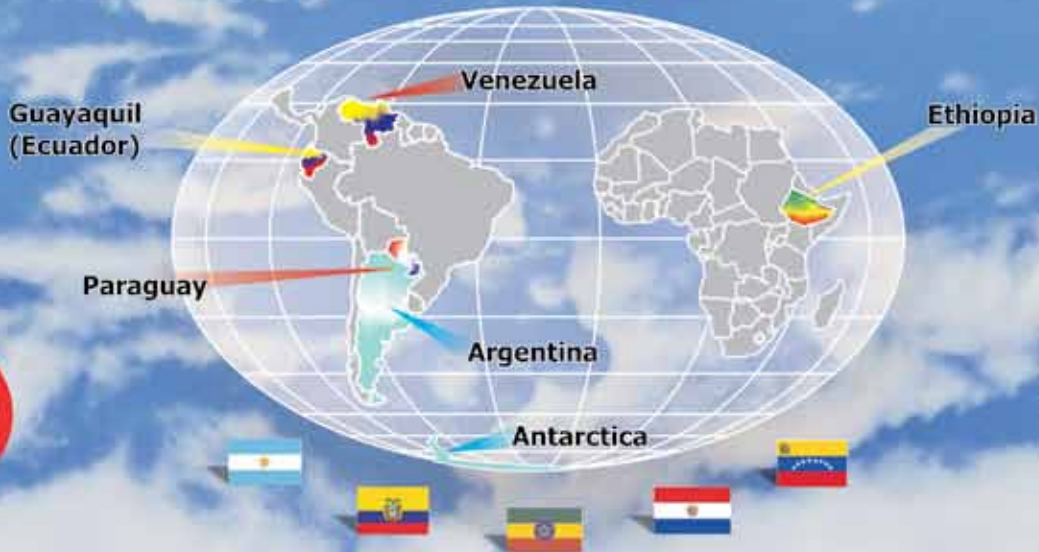 Venezuela
Guayaquil
(Ecuador)
Ethiopia
Paraguay
Argentina
Antarctica